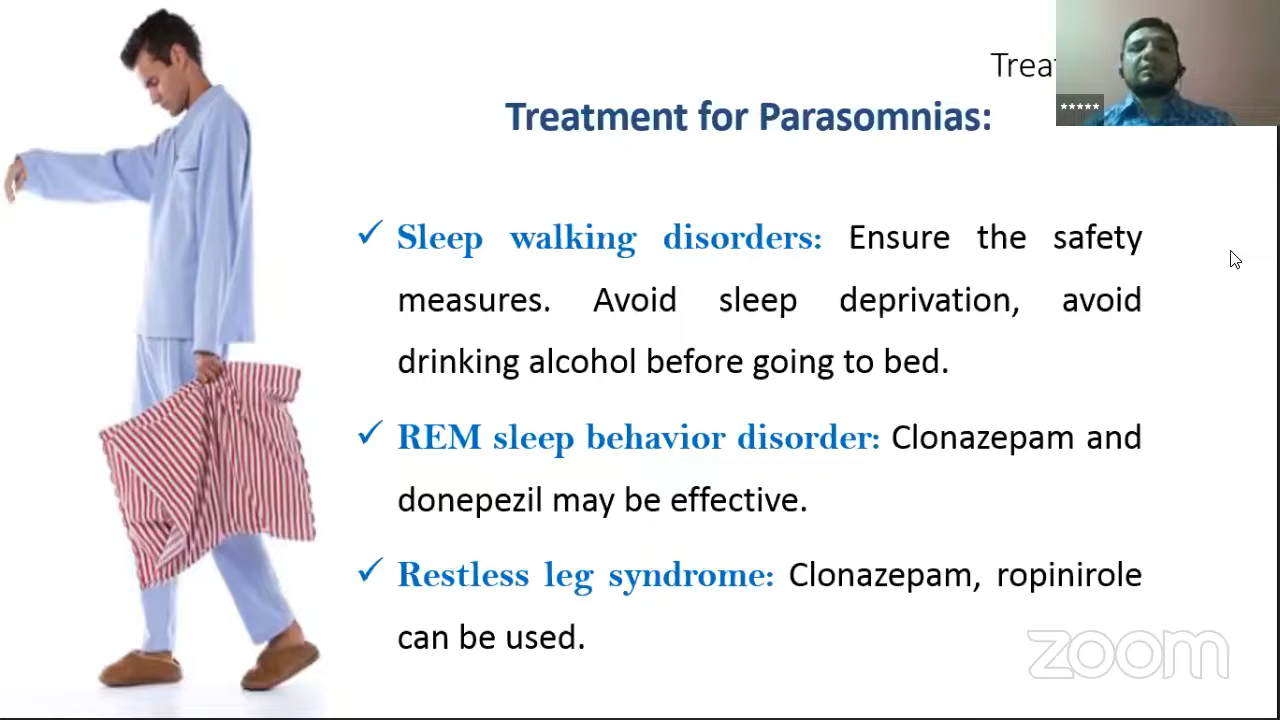 Treat
*****
Treatment for Parasomnias:
✓ Sleep walking disorders: Ensure the safety
measures. Avoid sleep deprivation, avoid
drinking alcohol before going to bed.
✓ REM sleep behavior disorder: Clonazepam and
donepezil may be effective.
✓ Restless leg syndrome: Clonazepam, ropinirole
can be used.
zoom